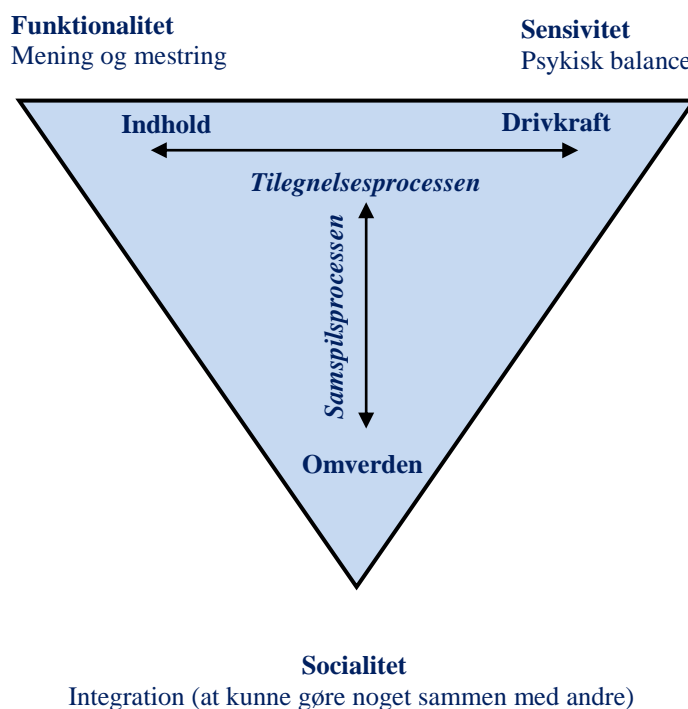 Funktionalitet
Mening og mestring
Sensivitet
Psykisk balance
Indhold
Drivkraft
Tilegnelsesprocessen
Samspilsprocessen
Omverden
Socialitet
Integration (at kunne gøre noget sammen med andre)